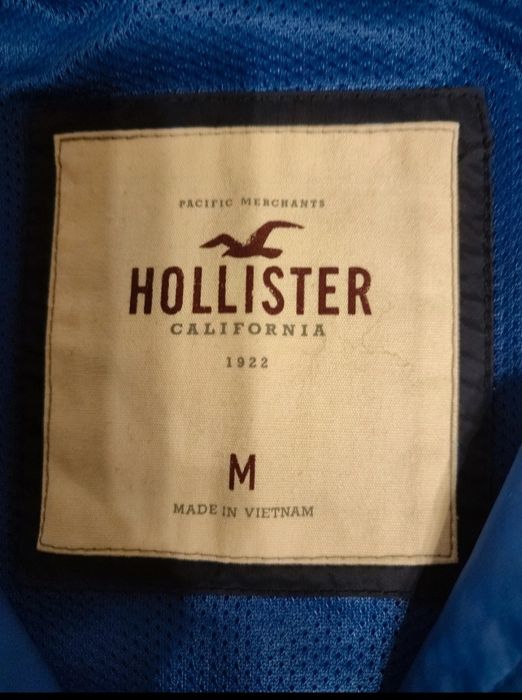 PACIFIC MERCHANTS
HOLLISTER
CALIFORNIA
1922
M
MADE IN VIETNAM